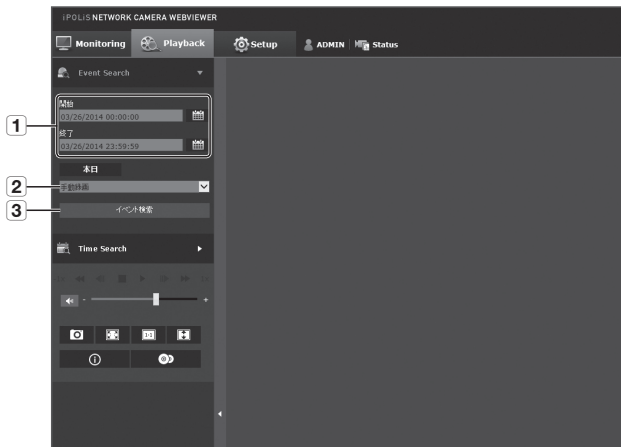 iPOLiS NETWORK CAMERA WEBVIEWER
Monitoring Playback Setup ADMIN Status
Event Search
開始
1
03/26/2014 00:00:00
終了
03/26/2014 23:59:59
本日
2 手動録画
3 イベント検索
Time Search
- +
1:1